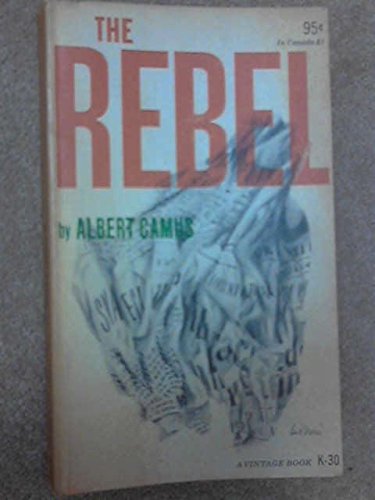 THE
95¢
In Canada $1
REBEL
by ALBERT CAMUS
A VINTAGE BOOK K-30